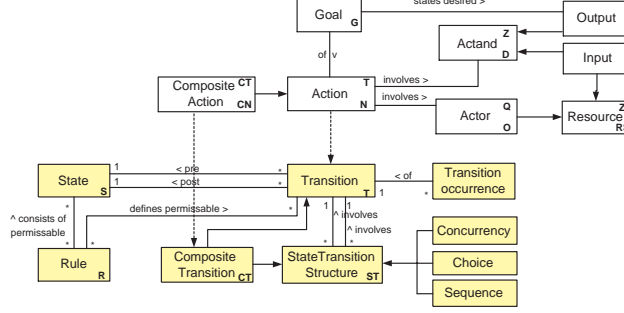 states desired >
Goal
G
Output
Z
Actand
D
of v
Input
Composite
Action
CT
CN
Action
T
N
involves >
involves >
Actor
Q
O
Resource
Z
R
State
S
1
< pre
*
1
< post
*
Transition
T
< of
1
*
Transition
occurrence
*
^ consists of
permissable
*
*
defines permissable >
*
1
1
^ involves
^ involves
*
*
Rule
R
Composite
Transition
CT
StateTransition
Structure
ST
Concurrency
Choice
Sequence